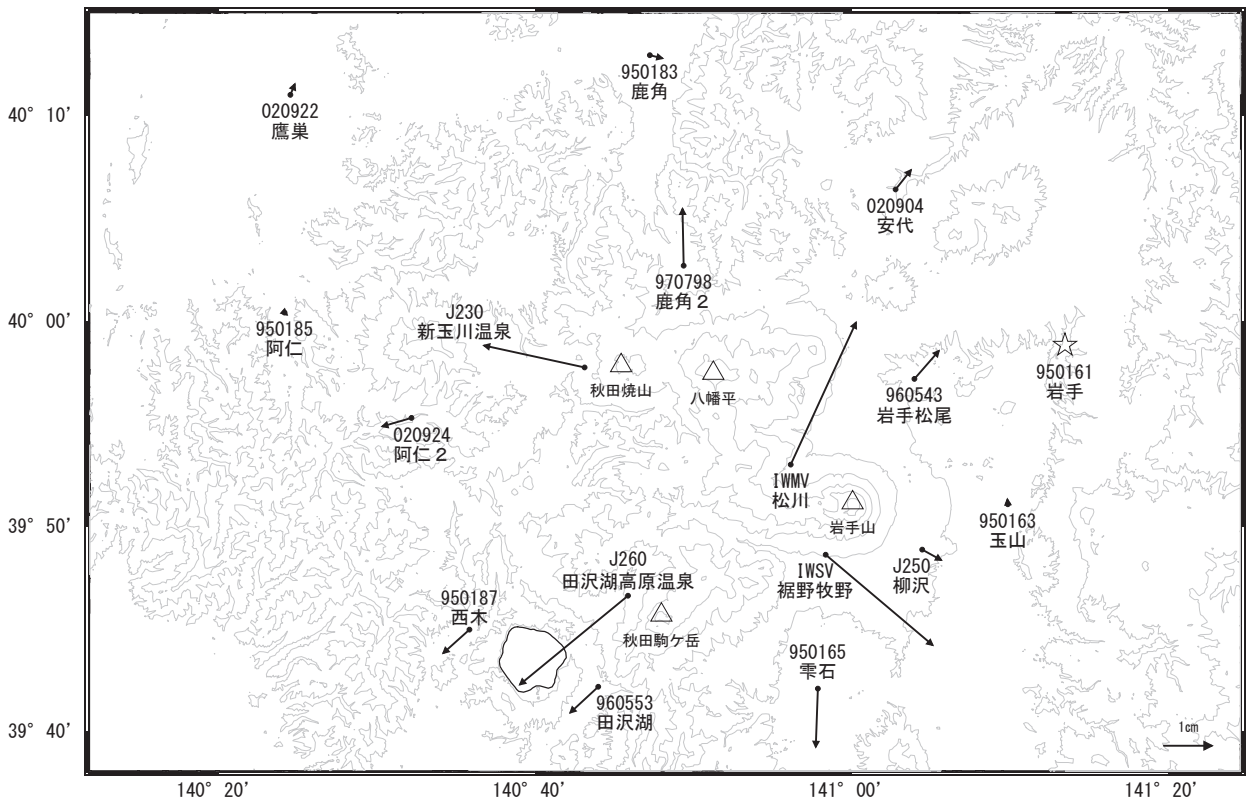 950183
鹿角
40° 10′
020922
鷹巣
020904
安代
970798
鹿角２
40° 00′
J230
新玉川温泉
950185
阿仁
秋田焼山
八幡平
960543
岩手松尾
950161
岩手
020924
阿仁２
IWMV
松川
岩手山
39° 50′
950163
玉山
J260
田沢湖高原温泉
IWSV
裾野牧野
J250
柳沢
950187
西木
秋田駒ケ岳
950165
雫石
960553
田沢湖
39° 40′
1cm
140° 20′
140° 40′
141° 00′
141° 20′